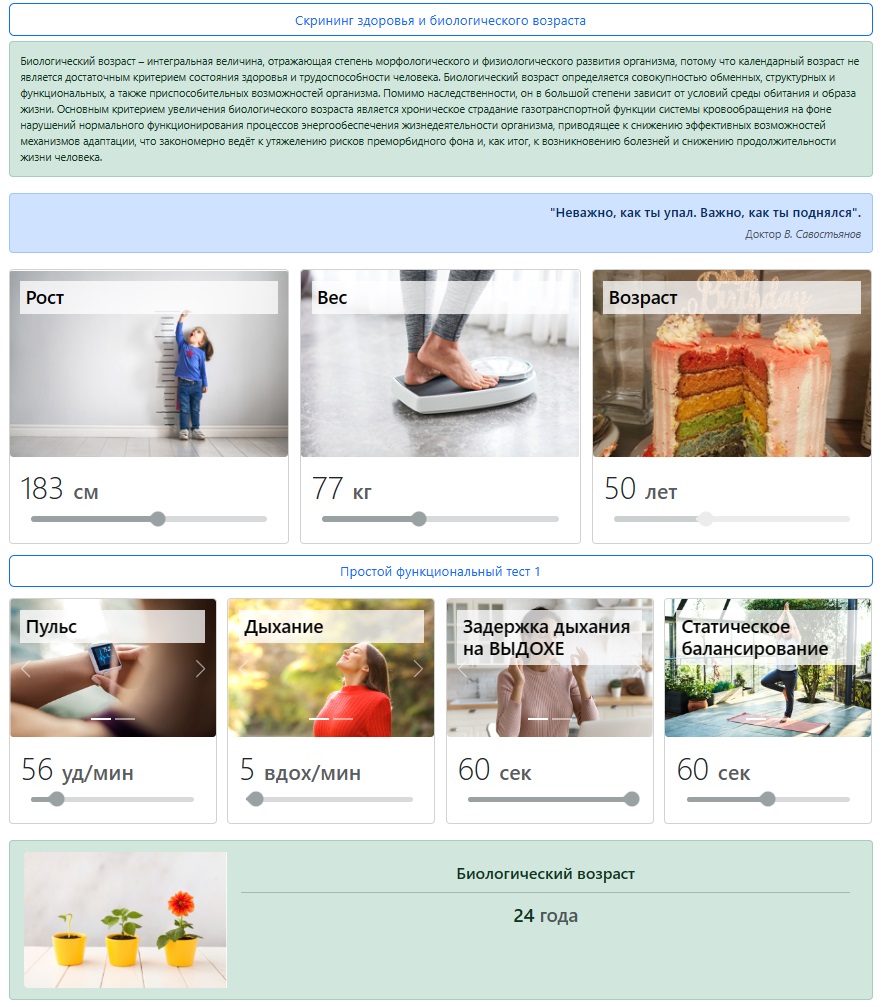 Скрининг здоровья и биологического возраста
Биологический возраст – интегральная величина, отражающая степень морфологического и физиологического развития организма, потому что календарный возраст не
является достаточным критерием состояния здоровья и трудоспособности человека. Биологический возраст определяется совокупностью обменных, структурных и
функциональных, а также приспособительных возможностей организма. Помимо наследственности, он в большой степени зависит от условий среды обитания и образа
жизни. Основным критерием увеличения биологического возраста является хроническое страдание газотранспортной функции системы кровообращения на фоне
нарушений нормального функционирования процессов энергообеспечения жизнедеятельности организма, приводящее к снижению эффективных возможностей
механизмов адаптации, что закономерно ведёт к утяжелению рисков преморбидного фона и, как итог, к возникновению болезней и снижению продолжительности
жизни человека.
"Неважно, как ты упал. Важно, как ты поднялся".
Доктор В. Савостьянов
Рост
Вес
Возраст
Birthday
183 см
77 кг
50 лет
Простой функциональный тест 1
Пульс
Дыхание
Задержка дыхания
на ВЫДОХЕ
Статическое
балансирование
56 уд/мин
5 вдох/мин
60 сек
60 сек
Биологический возраст
24 года